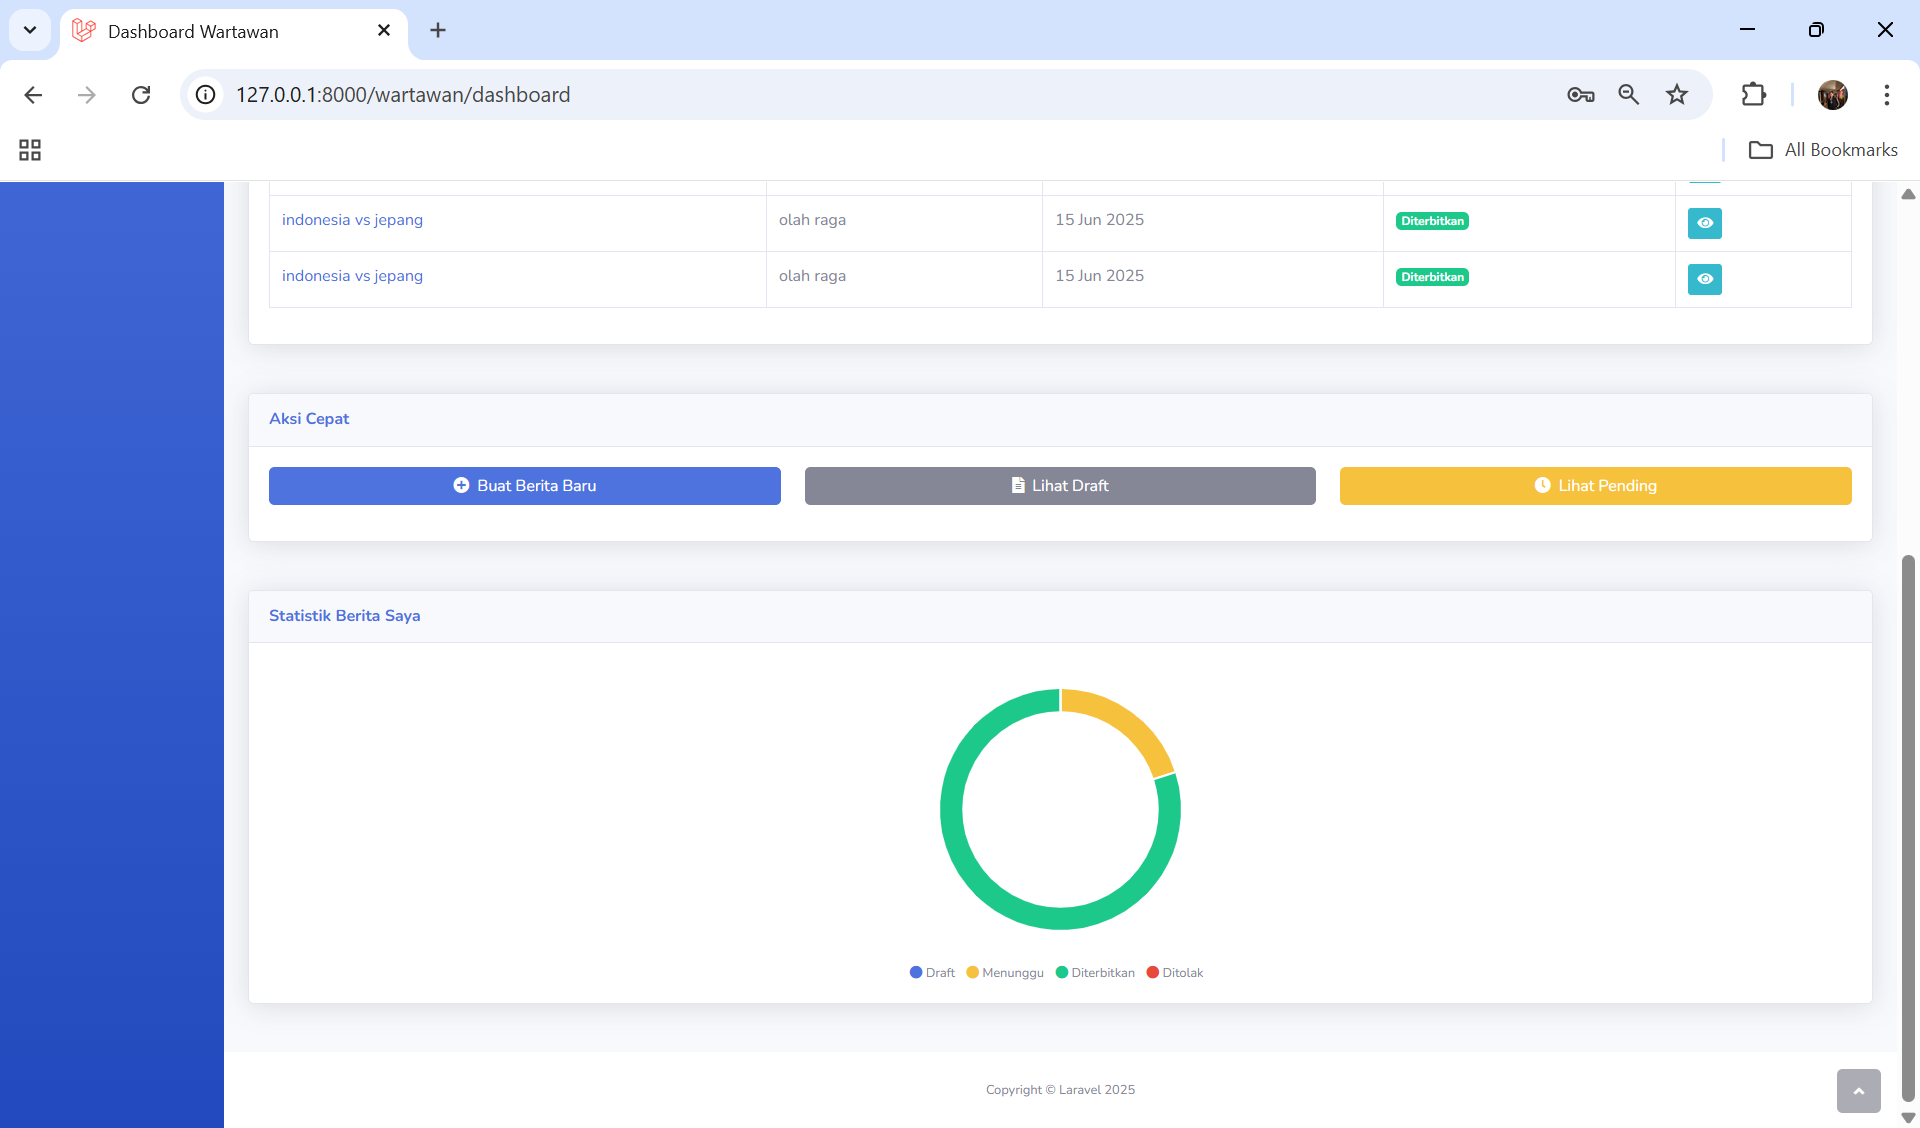 Dashboard Wartawan
127.0.0.1:8000/wartawan/dashboard
All Bookmarks
indonesia vs jepang olah raga 15 Jun 2025 Diterbitkan
indonesia vs jepang olah raga 15 Jun 2025 Diterbitkan
Aksi Cepat
Buat Berita Baru Lihat Draft Lihat Pending
Statistik Berita Saya
Draft Menunggu Diterbitkan Ditolak
Copyright © Laravel 2025